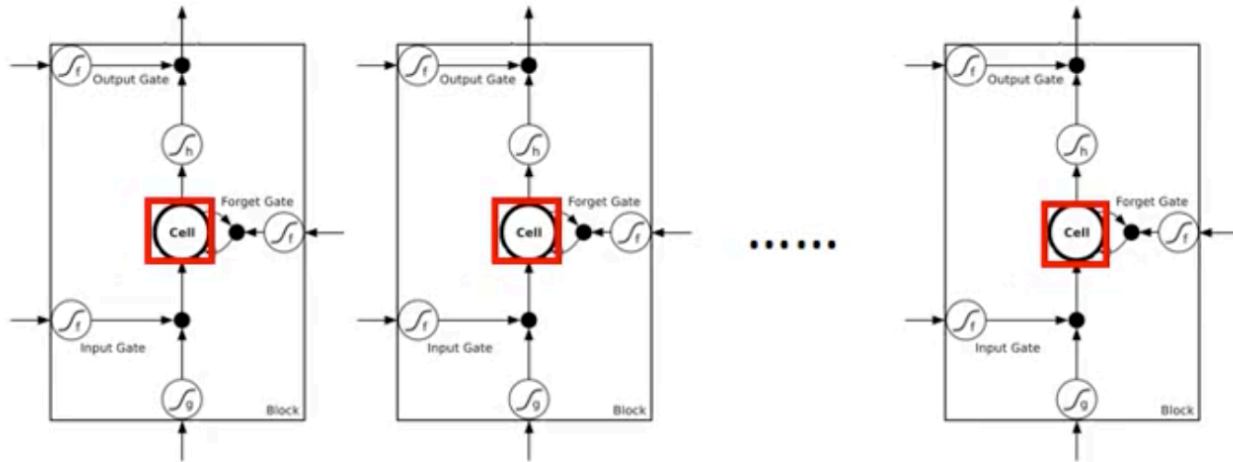 f
Output Gate
h
Forget Gate
Cell
f
f
Input Gate
g
Block
f
Output Gate
h
Forget Gate
Cell
f
f
Input Gate
g
Block
......
f
Output Gate
h
Forget Gate
Cell
f
f
Input Gate
g
Block